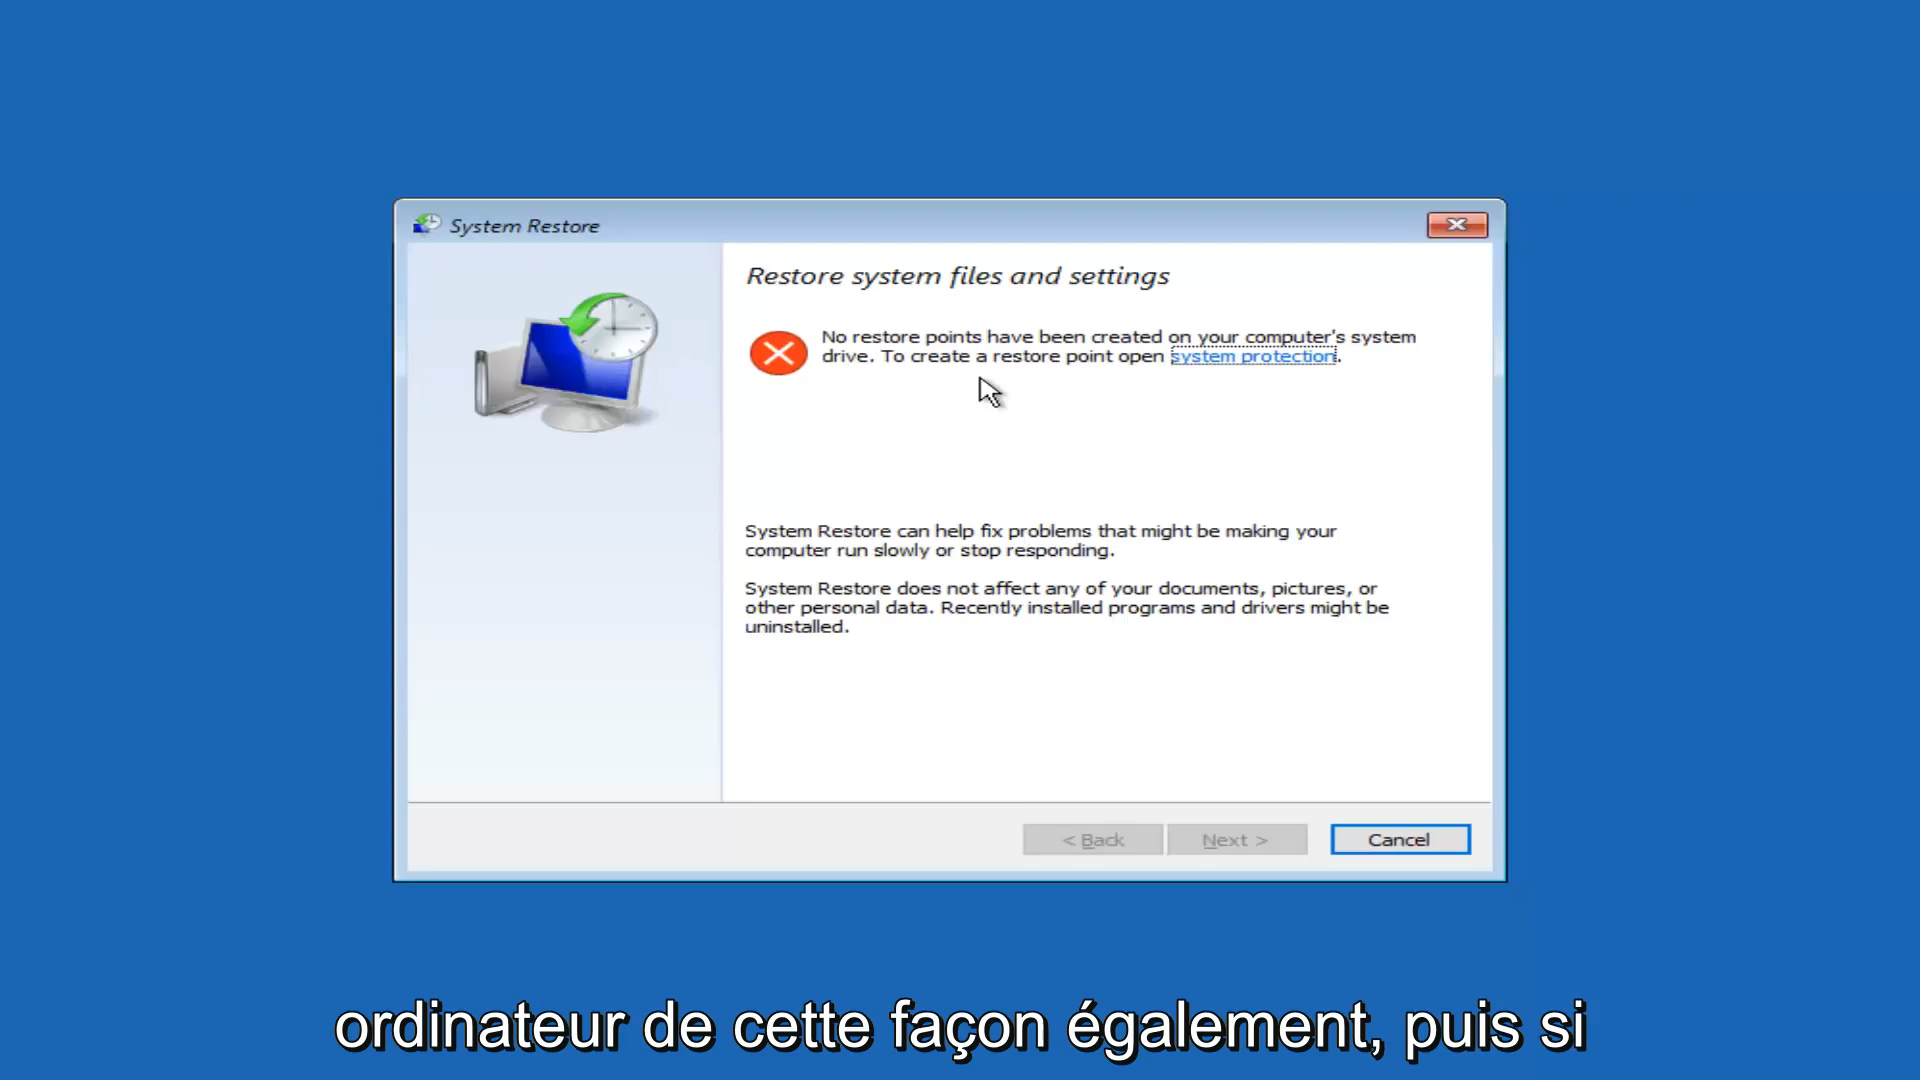 System Restore
Restore system files and settings
No restore points have been created on your computer's system
drive. To create a restore point open system protection.
System Restore can help fix problems that might be making your
computer run slowly or stop responding.
System Restore does not affect any of your documents, pictures, or
other personal data. Recently installed programs and drivers might be
uninstalled.
< Back Next > Cancel
ordinateur de cette façon également, puis si